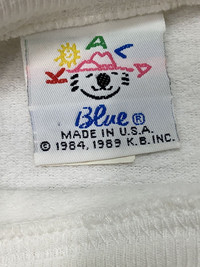 KOALA
Blue®
MADE IN U.S.A.
© 1984, 1989 K.B. INC.